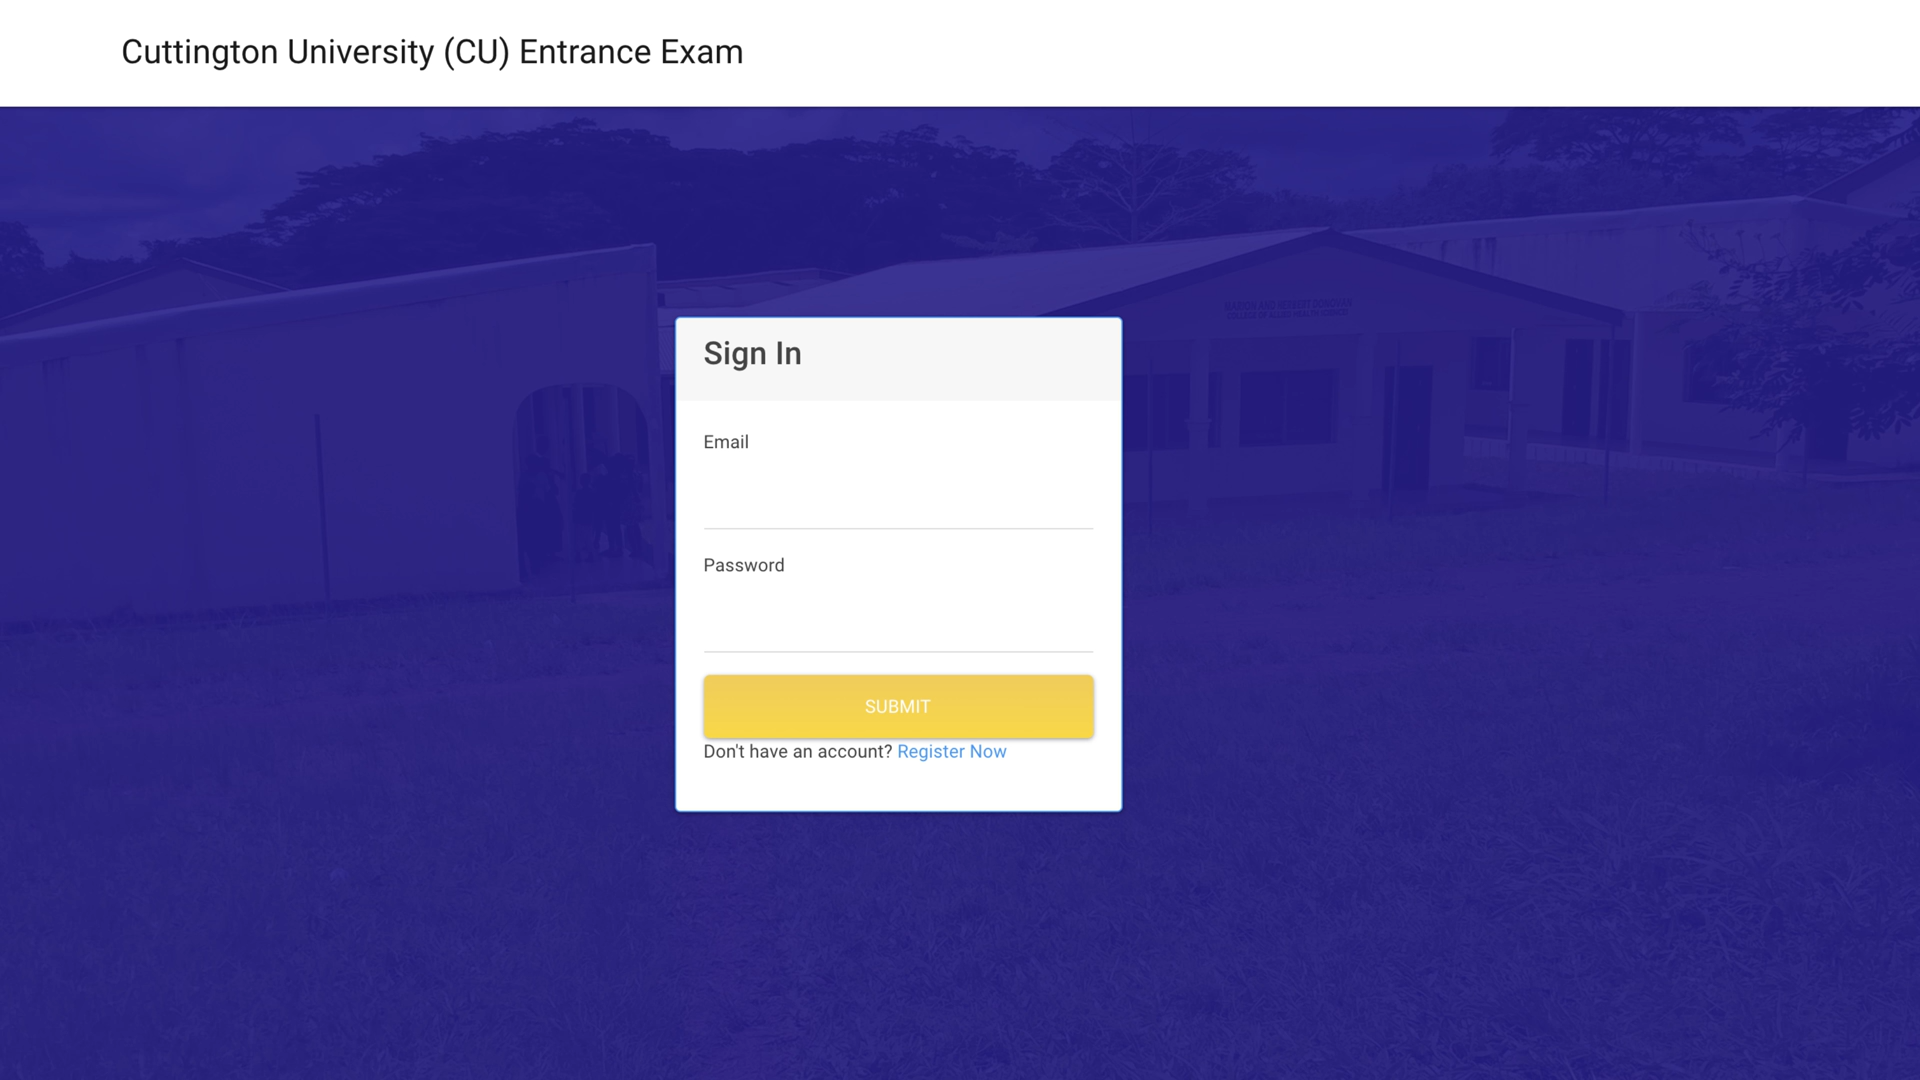 Cuttington University (CU) Entrance Exam
Sign In
Email
Password
SUBMIT
Don't have an account? Register Now